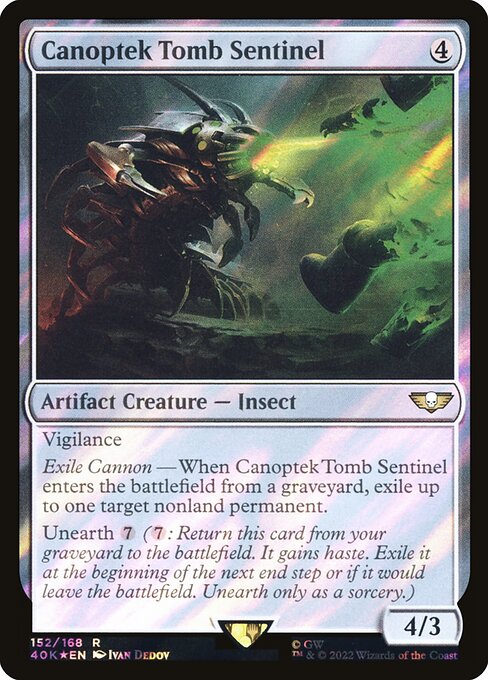 Canoptek Tomb Sentinel 4
Artifact Creature — Insect
Vigilance
Exile Cannon — When Canoptek Tomb Sentinel
enters the battlefield from a graveyard, exile up
to one target nonland permanent.
Unearth 7 (7: Return this card from your
graveyard to the battlefield. It gains haste. Exile it
at the beginning of the next end step or if it would
leave the battlefield. Unearth only as a sorcery.)
4/3
152/168 R
40K★EN Ivan Dedov
© GW
™ & © 2022 Wizards of the Coast